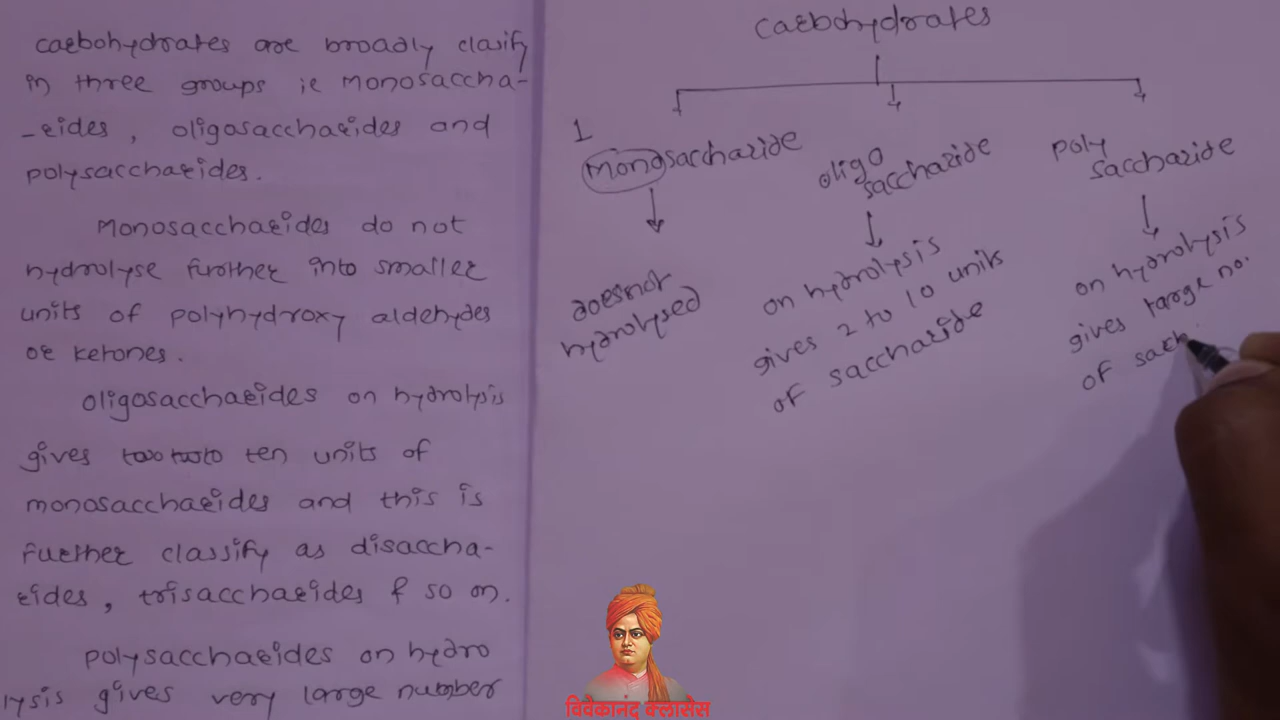 carbohydrates are broadly clasify
in three groups ie Monosaccha-
-rides, oligosaccharides and
polysaccharides.
Monosaccharides do not
hydrolyse further into smaller
units of polyhydroxy aldehydes
or ketones.
oligosaccharides on hydrolysis
gives ten units of
monosaccharides and this is
further classify as disaccha-
rides, trisaccharides & so on.
polysaccharides on hydro
lysis gives very large number
carbohydrates
1
monosaccharide
does not
hydrolysed
oligo
saccharide
on hydrolysis
gives 2 to 10 units
of saccharide
poly
saccharide
on hydrolysis
gives large no.
of sacch
विवेकानंद क्लासेस